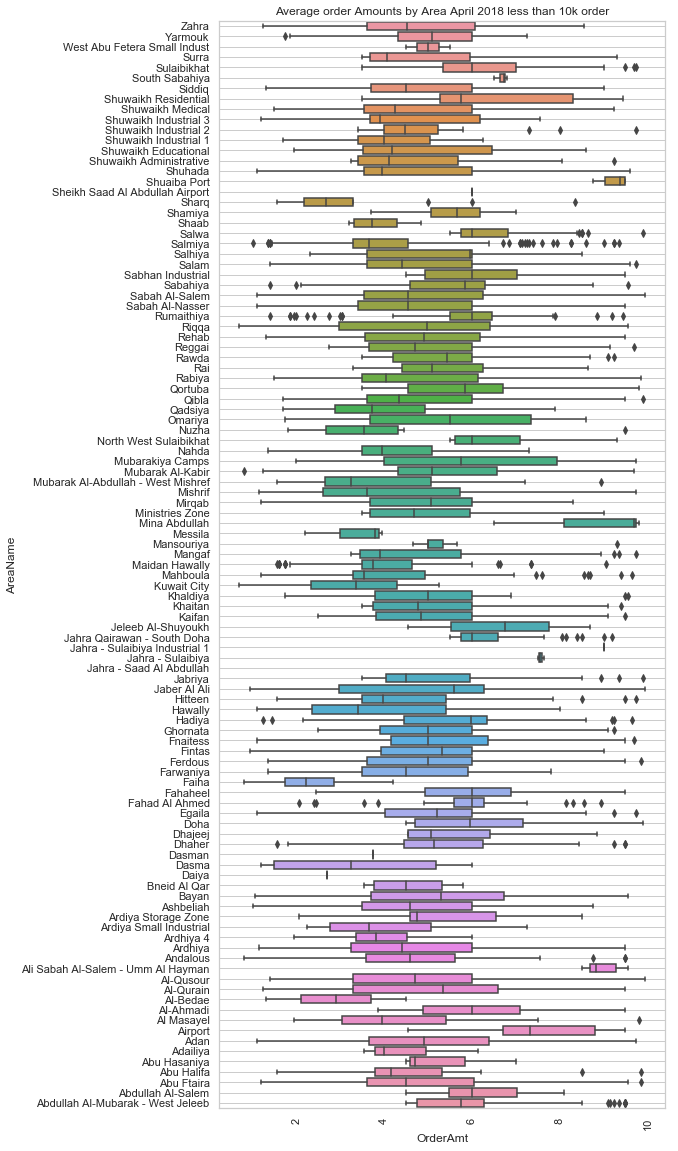 Average order Amounts by Area April 2018 less than 10k order
Zahra
Yarmouk
West Abu Fetera Small Indust
Surra
Sulaibikhat
South Sabahiya
Siddiq
Shuwaikh Residential
Shuwaikh Medical
Shuwaikh Industrial 3
Shuwaikh Industrial 2
Shuwaikh Industrial 1
Shuwaikh Educational
Shuwaikh Administrative
Shuhada
Shuaiba Port
Sheikh Saad Al Abdullah Airport
Sharq
Shamiya
Shaab
Salwa
Salmiya
Salhiya
Salam
Sabhan Industrial
Sabahiya
Sabah Al-Salem
Sabah Al-Nasser
Rumaithiya
Riqqa
Rehab
Reggai
Rawda
Rai
Rabiya
Qortuba
Qibla
Qadsiya
Omariya
Nuzha
North West Sulaibikhat
Nahda
Mubarakiya Camps
Mubarak Al-Kabir
Mubarak Al-Abdullah - West Mishref
Mishrif
Mirqab
Ministries Zone
Mina Abdullah
Messila
Mansouriya
Mangaf
Maidan Hawally
Mahboula
Kuwait City
Khaldiya
Khaitan
Kaifan
Jeleeb Al-Shuyoukh
Jahra Qairawan - South Doha
Jahra - Sulaibiya Industrial 1
Jahra - Sulaibiya
Jahra - Saad Al Abdullah
Jabriya
Jaber Al Ali
Hitteen
Hawally
Hadiya
Ghornata
Fnaitess
Fintas
Ferdous
Farwaniya
Faiha
Fahaheel
Fahad Al Ahmed
Egaila
Doha
Dhajeej
Dhaher
Dasman
Dasma
Daiya
Bneid Al Qar
Bayan
Ashbeliah
Ardiya Storage Zone
Ardiya Small Industrial
Ardhiya 4
Ardhiya
Andalous
Ali Sabah Al-Salem - Umm Al Hayman
Al-Qusour
Al-Qurain
Al-Bedae
Al-Ahmadi
Al Masayel
Airport
Adan
Adailiya
Abu Hasaniya
Abu Halifa
Abu Ftaira
Abdullah Al-Salem
Abdullah Al-Mubarak - West Jeleeb
AreaName
2
4
6
8
10
OrderAmt